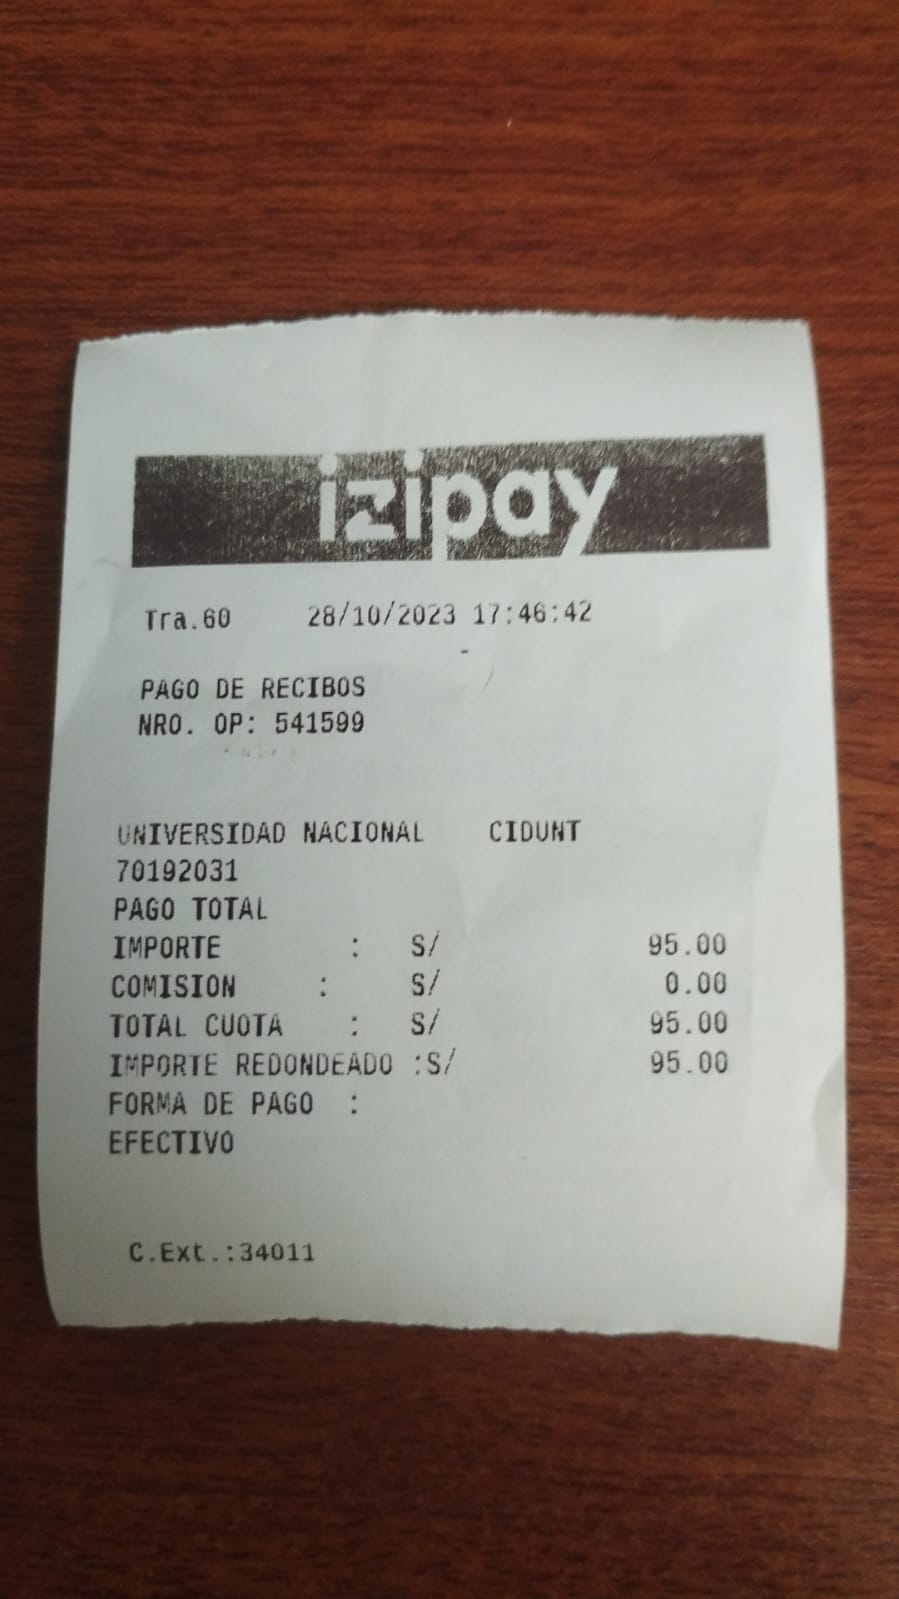 izipay
Tra.60 28/10/2023 17:46:42
-
PAGO DE RECIBOS
NRO. OP: 541599
UNIVERSIDAD NACIONAL CIDUNT
70192031
PAGO TOTAL
IMPORTE : S/ 95.00
COMISION : S/ 0.00
TOTAL CUOTA : S/ 95.00
IMPORTE REDONDEADO :S/ 95.00
FORMA DE PAGO :
EFECTIVO
C.Ext.:34011